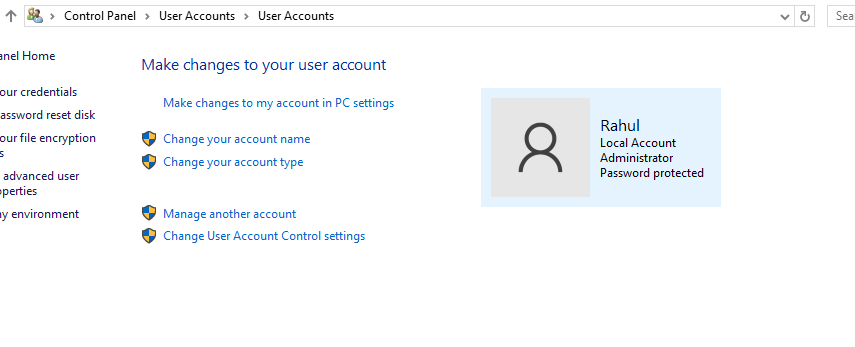 Control Panel > User Accounts > User Accounts
Sea
anel Home
our credentials
assword reset disk
our file encryption
s
advanced user
operties
ny environment
Make changes to your user account
Make changes to my account in PC settings
Change your account name
Change your account type
Manage another account
Change User Account Control settings
Rahul
Local Account
Administrator
Password protected